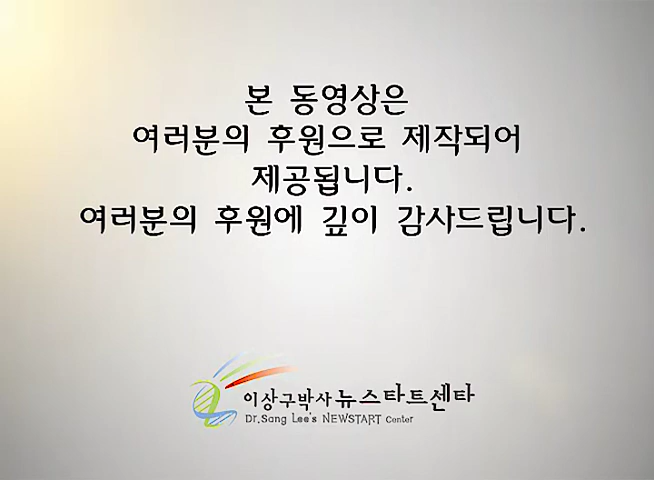 본 동영상은
여러분의 후원으로 제작되어
제공됩니다.
여러분의 후원에 깊이 감사드립니다.
이상구박사 뉴스타트센타
Dr.Sang Lee's NEWSTART Center